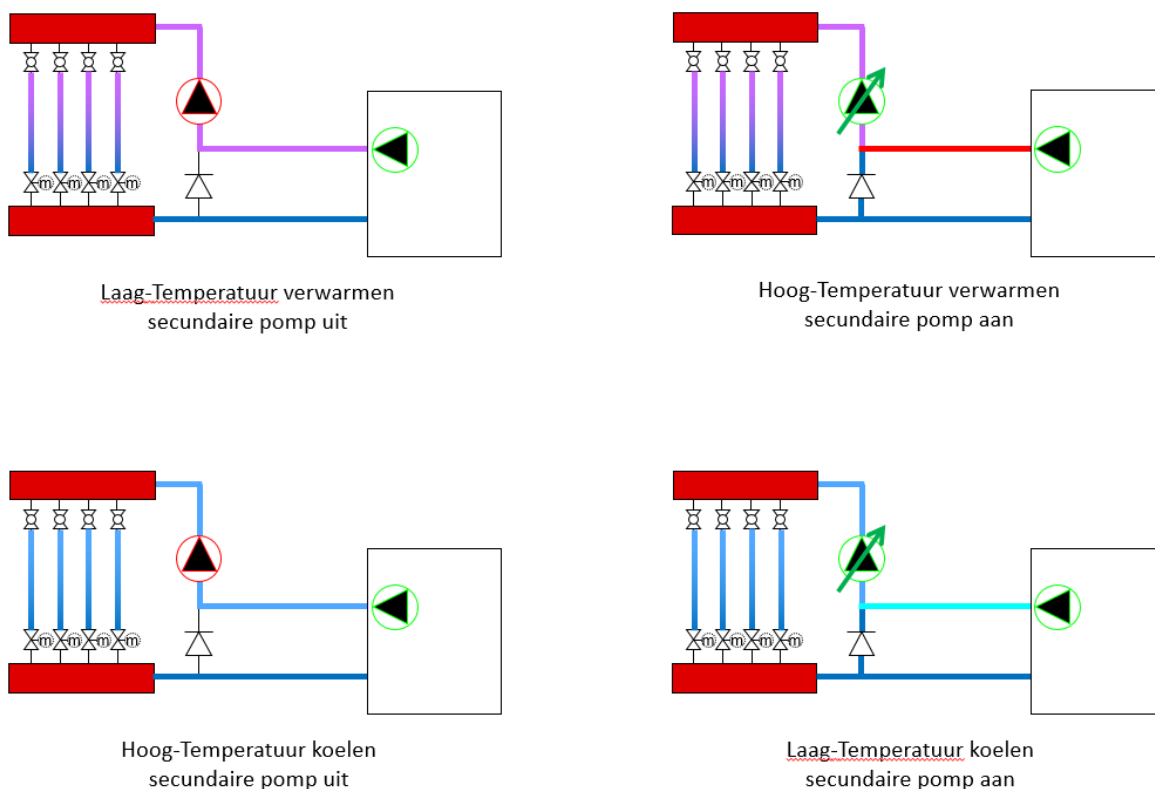 m m m m
m m m m
Laag-Temperatuur verwarmen
secundaire pomp uit
Hoog-Temperatuur verwarmen
secundaire pomp aan
m m m m
m m m m
Hoog-Temperatuur koelen
secundaire pomp uit
Laag-Temperatuur koelen
secundaire pomp aan